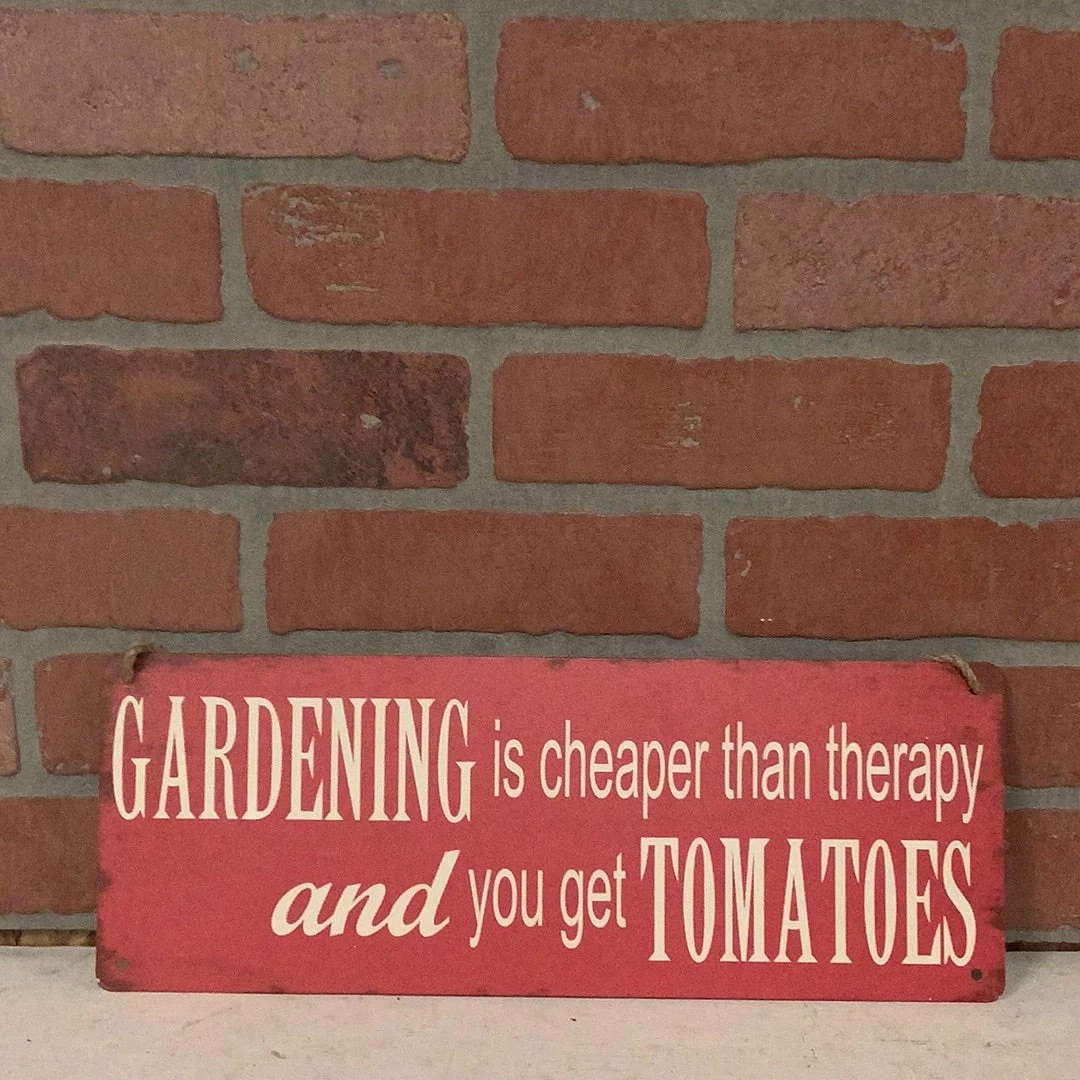 GARDENING is cheaper than therapy
and you get TOMATOES